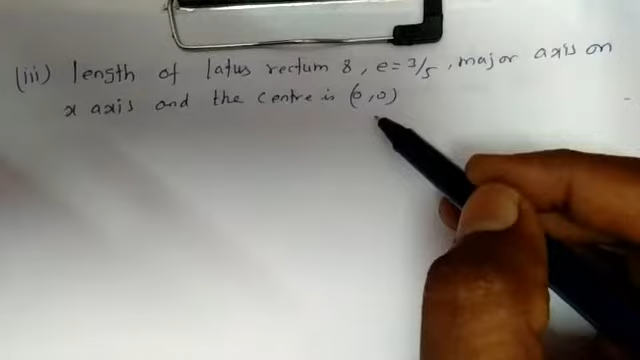 (iii) length of latus rectum 8, e = 3/5, major axis on
x axis and the centre is (0,0)